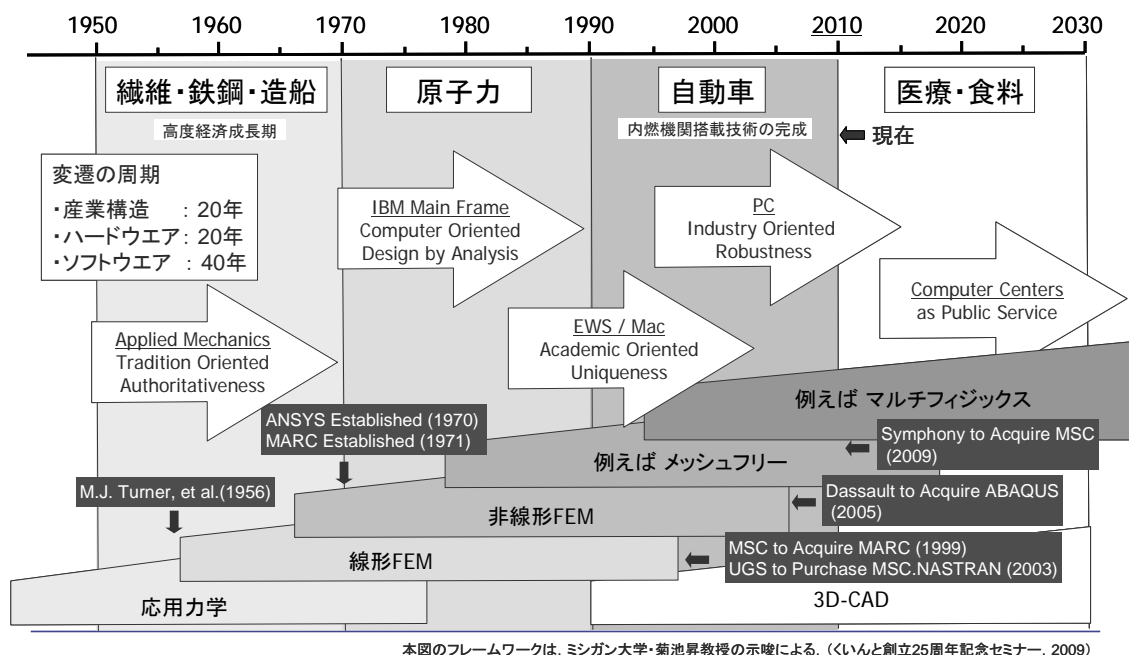 1950 1960 1970 1980 1990 2000 2010 2020 2030
繊維・鉄鋼・造船
高度経済成長期
原子力
自動車
内燃機関搭載技術の完成
医療・食料
現在
変遷の周期
・産業構造 : 20年
・ハードウエア : 20年
・ソフトウエア : 40年
IBM Main Frame
Computer Oriented
Design by Analysis
PC
Industry Oriented
Robustness
Computer Centers
as Public Service
Applied Mechanics
Tradition Oriented
Authoritativeness
EWS / Mac
Academic Oriented
Uniqueness
例えば マルチフィジックス
ANSYS Established (1970)
MARC Established (1971)
Symphony to Acquire MSC
(2009)
例えば メッシュフリー
M.J. Turner, et al.(1956)
Dassault to Acquire ABAQUS
(2005)
非線形FEM
MSC to Acquire MARC (1999)
UGS to Purchase MSC.NASTRAN (2003)
線形FEM
3D-CAD
応用力学
本図のフレームワークは, ミシガン大学・菊池昇教授の示唆による. (くいんと創立25周年記念セミナー, 2009)